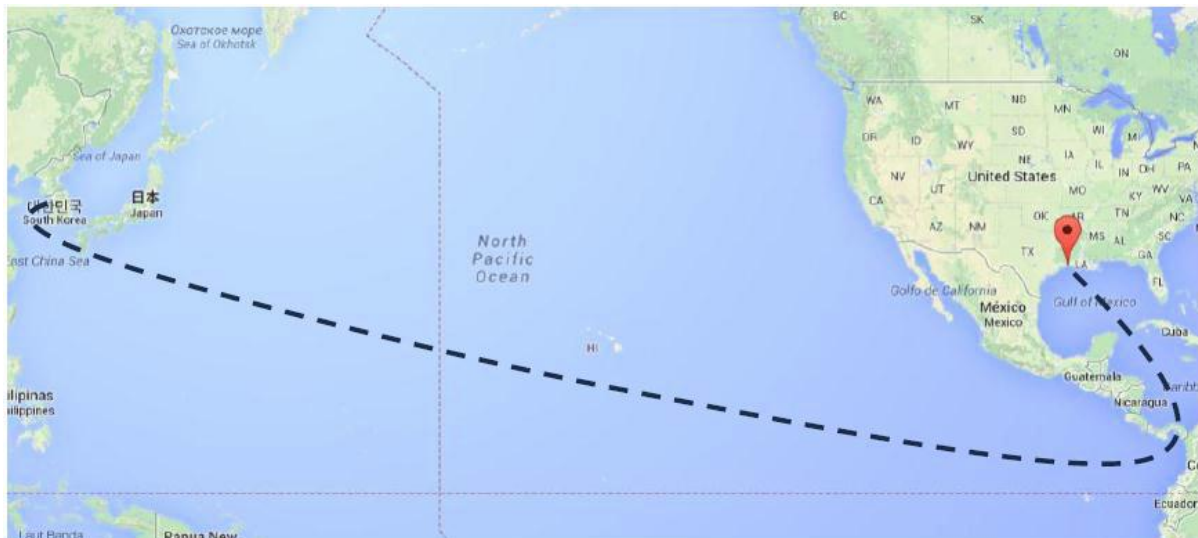 Охотское море
Sea of Okhotsk
BC
SK
ON
WA
MT
ND
MN
OR
ID
SD
WI
MI
WY
NE
IA
IL
IN
OH
PA
NV
UT
United States
MO
WV
KY
VA
CA
OK
AR
TN
NC
AZ
NM
MS
AL
SC
TX
LA
GA
FL
Sea of Japan
대한민국
South Korea
日本
Japan
East China Sea
North
Pacific
Ocean
Golfo de California
Gulf of Mexico
México
Mexico
Cuba
HI
Guatemala
Nicaragua
ilipinas
ilippines
Ecuador
Laut Banda
Papua New